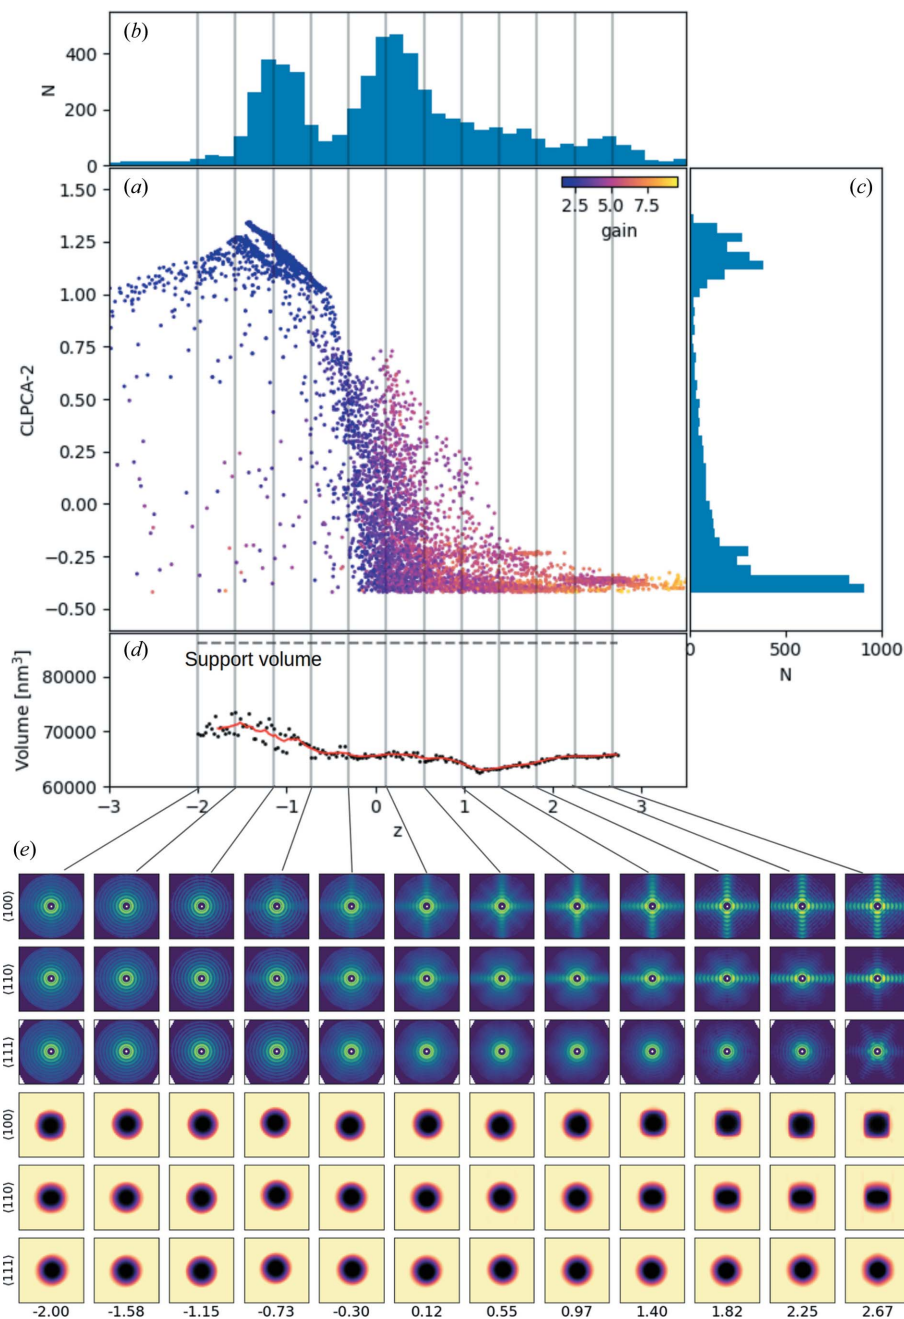 (b)
N
400
200
0
(a)
1.50
1.25
1.00
0.75
0.50
0.25
0.00
−0.25
−0.50
CLPCA-2
2.5 5.0 7.5
gain
(c)
0 500 1000
N
(d)
Support volume
Volume [nm³]
80000
70000
60000
−3 −2 −1 0 1 2 3
z
(e)
⟨100⟩
⟨110⟩
⟨111⟩
⟨100⟩
⟨110⟩
⟨111⟩
-2.00 -1.58 -1.15 -0.73 -0.30 0.12 0.55 0.97 1.40 1.82 2.25 2.67